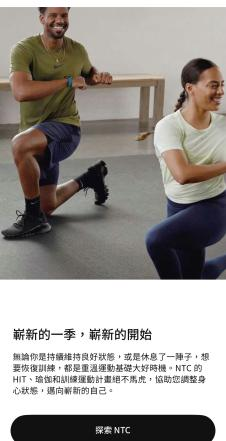 嶄新的一季，嶄新的開始
無論你是持續維持良好狀態，或是休息了一陣子，想
要恢復訓練，都是重溫運動基礎大好時機。NTC 的
HIT、瑜伽和訓練運動計畫絕不馬虎，協助您調整身
心狀態，邁向嶄新的自己。
探索 NTC